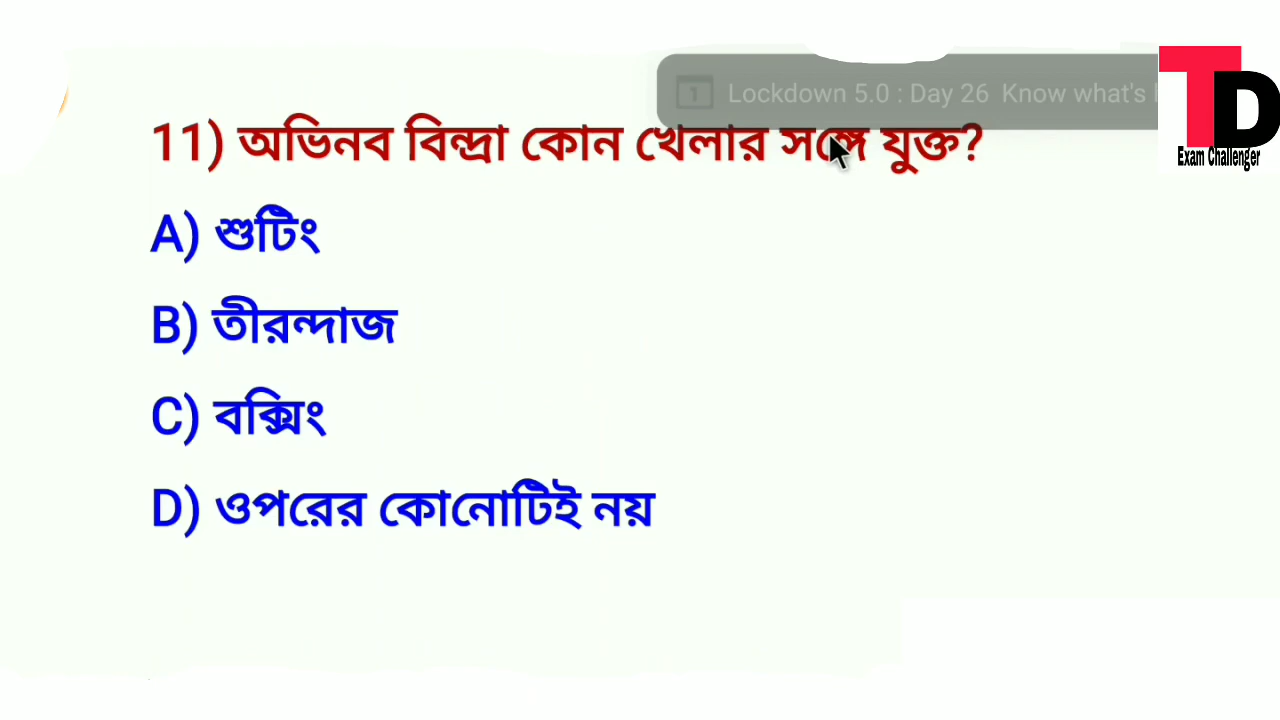 Lockdown 5.0 : Day 26 Know what's
TD
Exam Challenger
11) অভিনব বিন্দ্রা কোন খেলার সঙ্গে যুক্ত?
A) শুটিং
B) তীরন্দাজ
C) বক্সিং
D) ওপরের কোনোটিই নয়